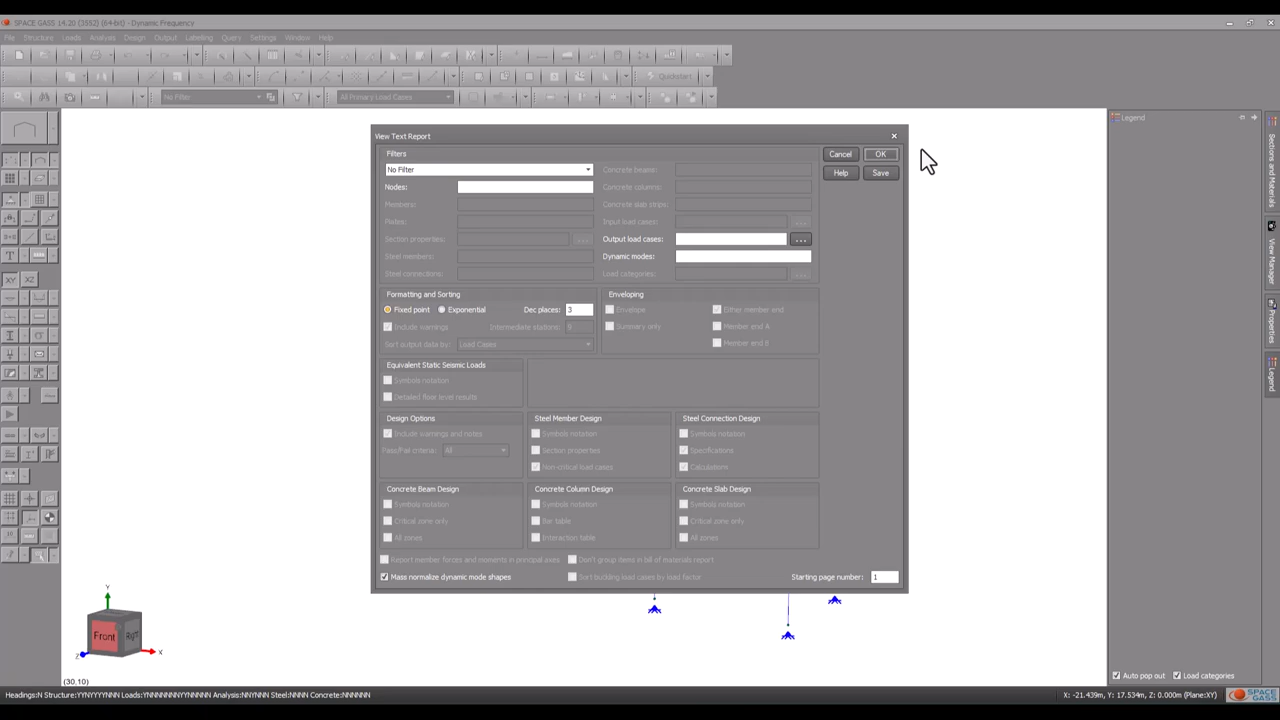 SPACE GASS 14.20 (3552) (64-bit) - Dynamic Frequency
File Structure Loads Analysis Design Output Labelling Query Settings Window Help
Quickstart
No Filter All Primary Load Cases
Legend
View Text Report
Filters
Cancel OK
No Filter
Concrete beams:
Help Save
Nodes:
Concrete columns:
Members:
Concrete slab strips:
Plates:
Input load cases: ...
Section properties: ...
Output load cases: ...
Steel members:
Dynamic modes:
Steel connections:
Load categories: ...
Formatting and Sorting
Fixed point Exponential Dec places: 3
Include warnings Intermediate stations:
Sort output data by: Load Cases
Enveloping
Envelope Either member end
Summary only Member end A
Member end B
Equivalent Static Seismic Loads
Symbols notation
Detailed floor level results
Design Options
Include warnings and notes
Pass/Fail criteria: All
Steel Member Design
Symbols notation
Section properties
Non-critical load cases
Steel Connection Design
Symbols notation
Specifications
Calculations
Concrete Beam Design
Symbols notation
Critical zone only
All zones
Concrete Column Design
Symbols notation
Bar table
Interaction table
Concrete Slab Design
Symbols notation
Critical zone only
All zones
Report member forces and moments in principal axes Don't group items in bill of materials report
Mass normalize dynamic mode shapes Sort building load cases by load factor Starting page number: 1
Sections and Materials
View Manager
Properties
Legend
XY XZ
Y
Front Right
Z X
(30,10)
Auto pop out Load categories
Headings:N Structure:YYNYYYYNNN Loads:YNNNNNNYYNNNNN Analysis:NNYNNN Steel:NNNN Concrete:NNNNNN
X: -21.439m, Y: 17.534m, Z: 0.000m (Plane:XY)
SPACE GASS